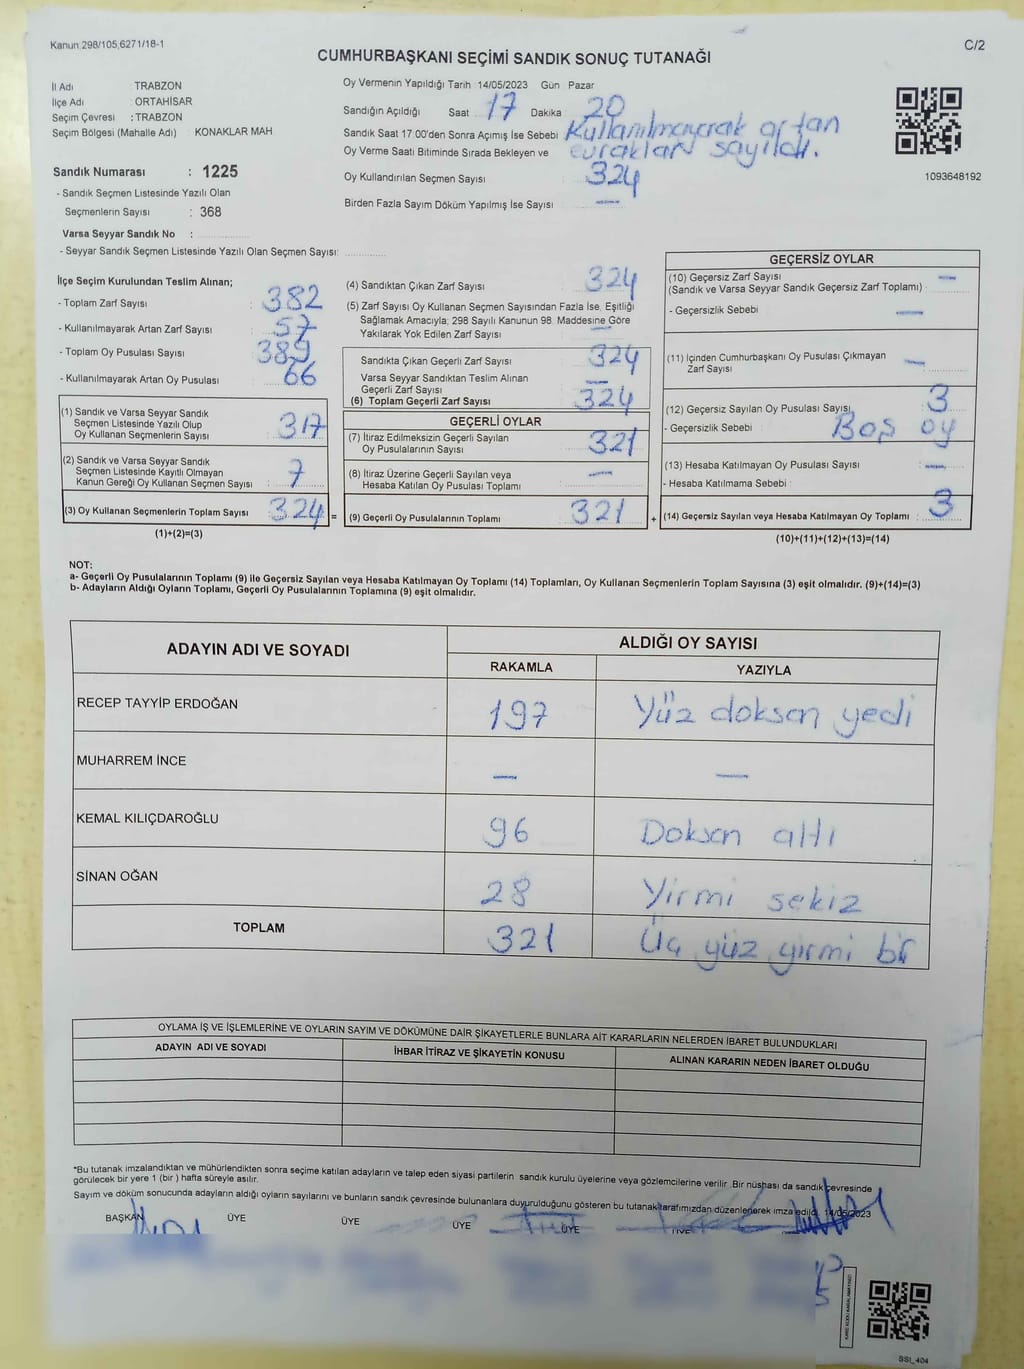 Kanun:298/105,6271/18-1
C/2
CUMHURBAŞKANI SEÇİMİ SANDIK SONUÇ TUTANAĞI
İl Adı TRABZON
İlçe Adı : ORTAHİSAR
Seçim Çevresi : TRABZON
Seçim Bölgesi (Mahalle Adı) : KONAKLAR MAH
Sandık Numarası : 1225
- Sandık Seçmen Listesinde Yazılı Olan
Seçmenlerin Sayısı : 368
Varsa Seyyar Sandık No :
- Seyyar Sandık Seçmen Listesinde Yazılı Olan Seçmen Sayısı:
Oy Vermenin Yapıldığı Tarih : 14/05/2023 Gün : Pazar
Sandığın Açıldığı Saat 17 Dakika : 20
Sandık Saat 17.00'den Sonra Açımış İse Sebebi Kullanılmayarak artan
evrakları sayıldı.
Oy Verme Saati Bitiminde Sırada Bekleyen ve
Oy Kullandırılan Seçmen Sayısı 324
Birden Fazla Sayım Döküm Yapılmış İse Sayısı —
1093648192
İlçe Seçim Kurulundan Teslim Alınan;
- Toplam Zarf Sayısı : 382
- Kullanılmayarak Artan Zarf Sayısı : 57
- Toplam Oy Pusulası Sayısı : 389
- Kullanılmayarak Artan Oy Pusulası : 66
(1) Sandık ve Varsa Seyyar Sandık
Seçmen Listesinde Yazılı Olup
Oy Kullanan Seçmenlerin Sayısı : 317
(2) Sandık ve Varsa Seyyar Sandık
Seçmen Listesinde Kayıtlı Olmayan
Kanun Gereği Oy Kullanan Seçmen Sayısı : 7
(3) Oy Kullanan Seçmenlerin Toplam Sayısı : 324 =
(1)+(2)=(3)
(4) Sandıktan Çıkan Zarf Sayısı 324
(5) Zarf Sayısı Oy Kullanan Seçmen Sayısından Fazla İse, Eşitliği
Sağlamak Amacıyla; 298 Sayılı Kanunun 98. Maddesine Göre
Yakılarak Yok Edilen Zarf Sayısı —
Sandıkta Çıkan Geçerli Zarf Sayısı 324
Varsa Seyyar Sandıktan Teslim Alınan
Geçerli Zarf Sayısı —
(6) Toplam Geçerli Zarf Sayısı 324
GEÇERLİ OYLAR
(7) İtiraz Edilmeksizin Geçerli Sayılan
Oy Pusulalarının Sayısı 321
(8) İtiraz Üzerine Geçerli Sayılan veya
Hesaba Katılan Oy Pusulası Toplamı —
(9) Geçerli Oy Pusulalarının Toplamı 321 +
GEÇERSİZ OYLAR
(10) Geçersiz Zarf Sayısı —
(Sandık ve Varsa Seyyar Sandık Geçersiz Zarf Toplamı) :
- Geçersizlik Sebebi —
(11) İçinden Cumhurbaşkanı Oy Pusulası Çıkmayan —
Zarf Sayısı
(12) Geçersiz Sayılan Oy Pusulası Sayısı 3
- Geçersizlik Sebebi : Boş oy
(13) Hesaba Katılmayan Oy Pusulası Sayısı —
- Hesaba Katılmama Sebebi :
(14) Geçersiz Sayılan veya Hesaba Katılmayan Oy Toplamı : 3
(10)+(11)+(12)+(13)=(14)
NOT:
a- Geçerli Oy Pusulalarının Toplamı (9) ile Geçersiz Sayılan veya Hesaba Katılmayan Oy Toplamı (14) Toplamları, Oy Kullanan Seçmenlerin Toplam Sayısına (3) eşit olmalıdır. (9)+(14)=(3)
b- Adayların Aldığı Oyların Toplamı, Geçerli Oy Pusulalarının Toplamına (9) eşit olmalıdır.
ADAYIN ADI VE SOYADI ALDIĞI OY SAYISI
RAKAMLA YAZIYLA
RECEP TAYYİP ERDOĞAN 197 Yüz doksan yedi
MUHARREM İNCE — —
KEMAL KILIÇDAROĞLU 96 Doksan altı
SİNAN OĞAN 28 Yirmi sekiz
TOPLAM 321 Üç yüz yirmi bir
OYLAMA İŞ VE İŞLEMLERİNE VE OYLARIN SAYIM VE DÖKÜMÜNE DAİR ŞİKAYETLERLE BUNLARA AİT KARARLARIN NELERDEN İBARET BULUNDUKLARI
ADAYIN ADI VE SOYADI İHBAR İTİRAZ VE ŞİKAYETİN KONUSU ALINAN KARARIN NEDEN İBARET OLDUĞU
*Bu tutanak imzalandıktan ve mühürlendikten sonra seçime katılan adayların ve talep eden siyasi partilerin sandık kurulu üyelerine veya gözlemcilerine verilir. Bir nüshası da sandık çevresinde
görülecek bir yere 1 (bir ) hafta süreyle asılır.
Sayım ve döküm sonucunda adayların aldığı oyların sayılarını ve bunların sandık çevresinde bulunanlara duyurulduğunu gösteren bu tutanak tarafımızdan düzenlenerek imza edildi. 14/05/2023
BAŞKAN ÜYE ÜYE ÜYE ÜYE ÜYE
SSI_404